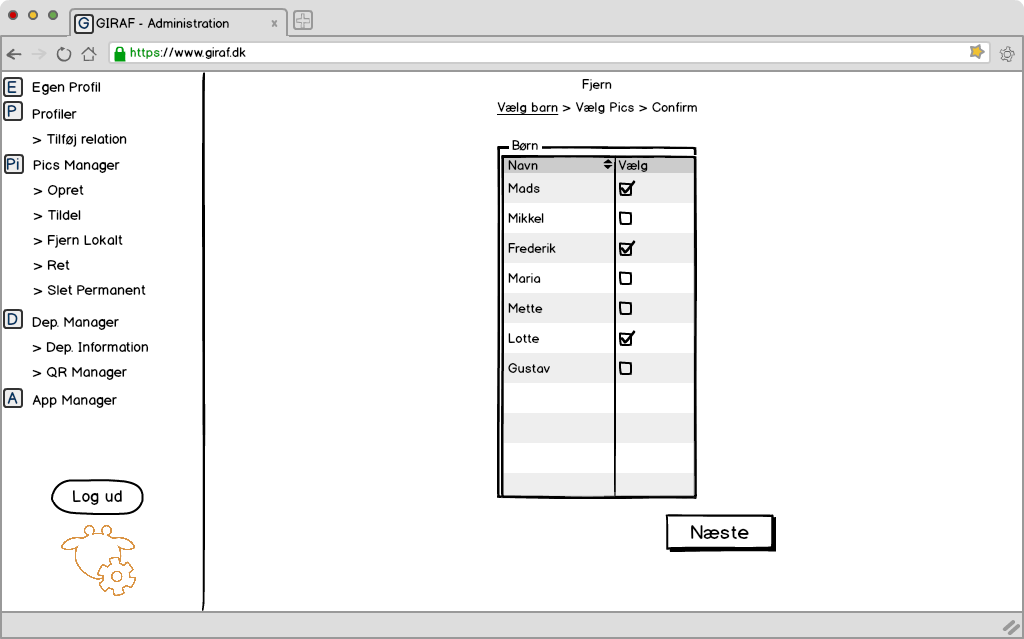 G GIRAF - Administration x
https://www.giraf.dk
E Egen Profil
P Profiler
> Tilføj relation
Pi Pics Manager
> Opret
> Tildel
> Fjern Lokalt
> Ret
> Slet Permanent
D Dep. Manager
> Dep. Information
> QR Manager
A App Manager
Log ud
Fjern
Vælg barn > Vælg Pics > Confirm
Børn
Navn Vælg
Mads
Mikkel
Frederik
Maria
Mette
Lotte
Gustav
Næste